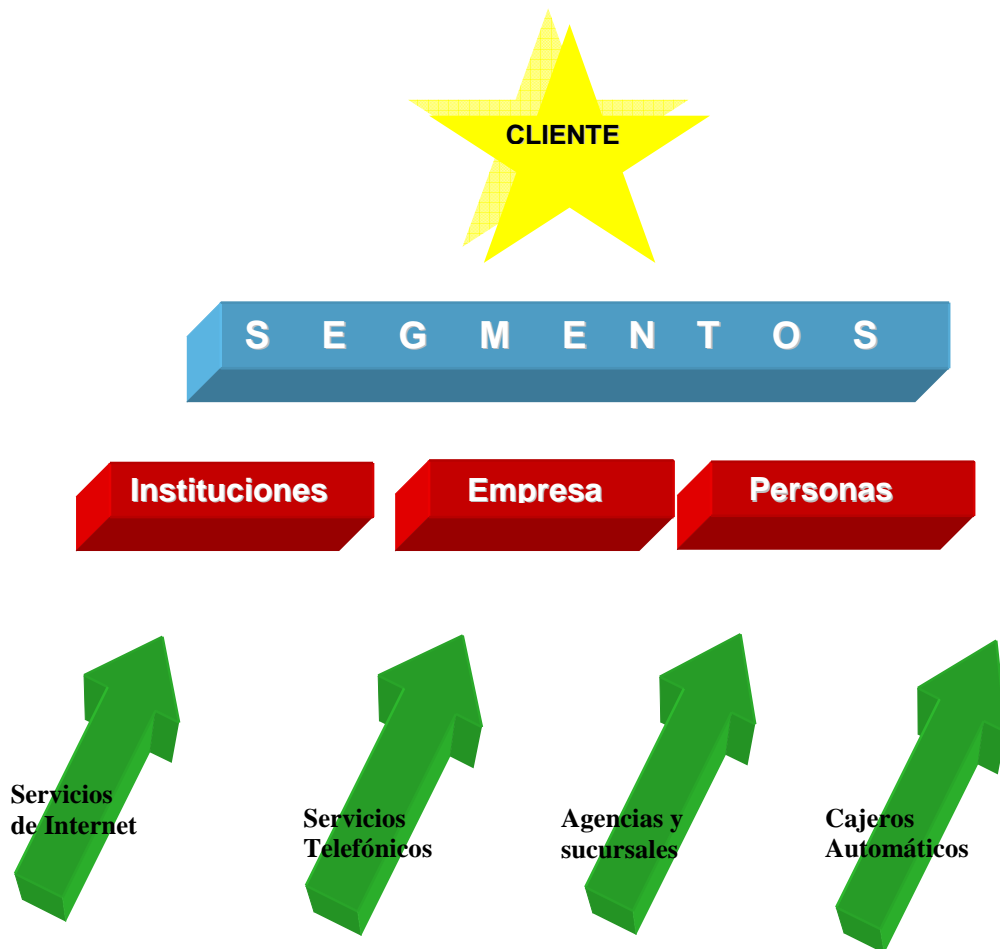 CLIENTE
S E G M E N T O S
Instituciones
Empresa
Personas
Servicios
de Internet
Servicios
Telefónicos
Agencias y
sucursales
Cajeros
Automáticos